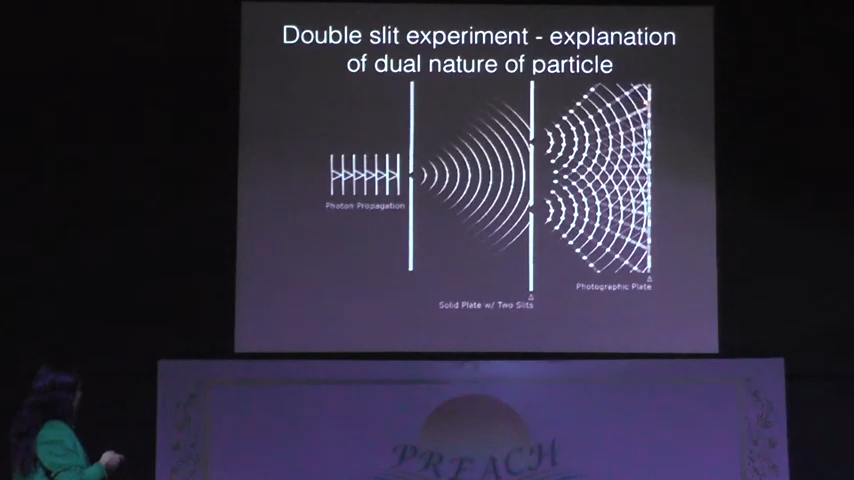 Double slit experiment - explanation
of dual nature of particle
Photon Propagation
Solid Plate w/ Two Slits
Photographic Plate
PREACH